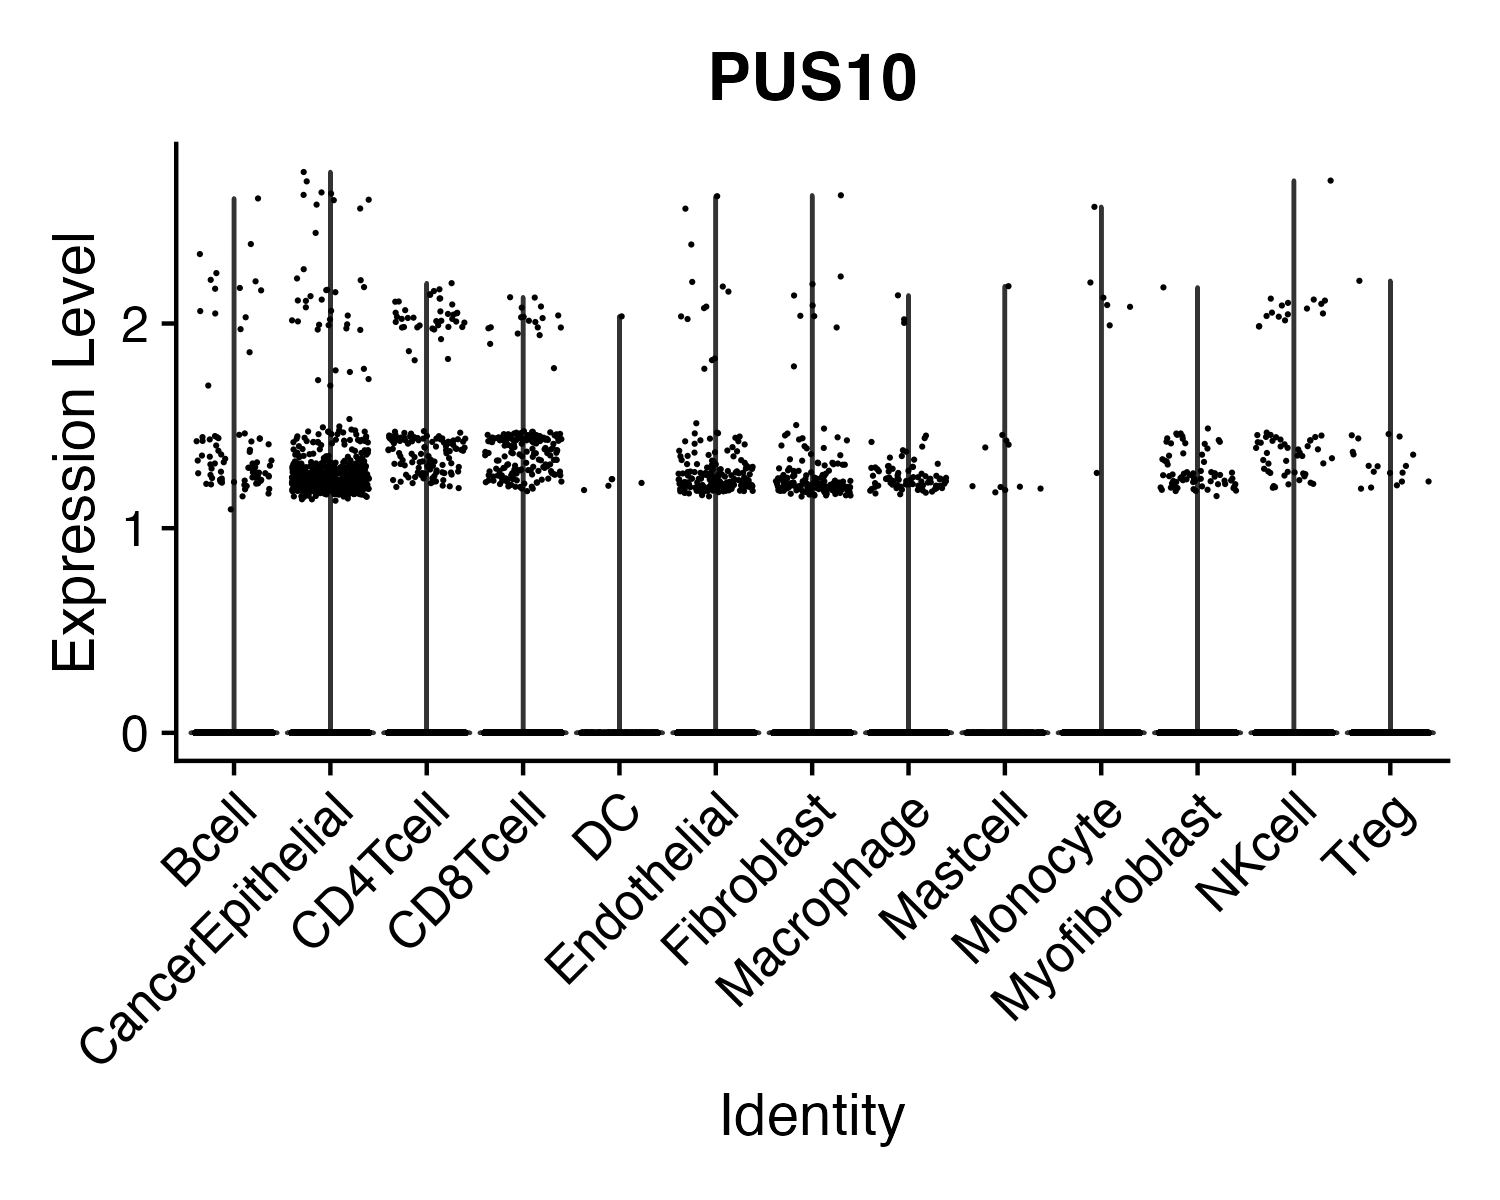 PUS10
Expression Level
2
1
0
Bcell
CancerEpithelial
CD4Tcell
CD8Tcell
DC
Endothelial
Fibroblast
Macrophage
Mastcell
Monocyte
Myofibroblast
NKcell
Treg
Identity